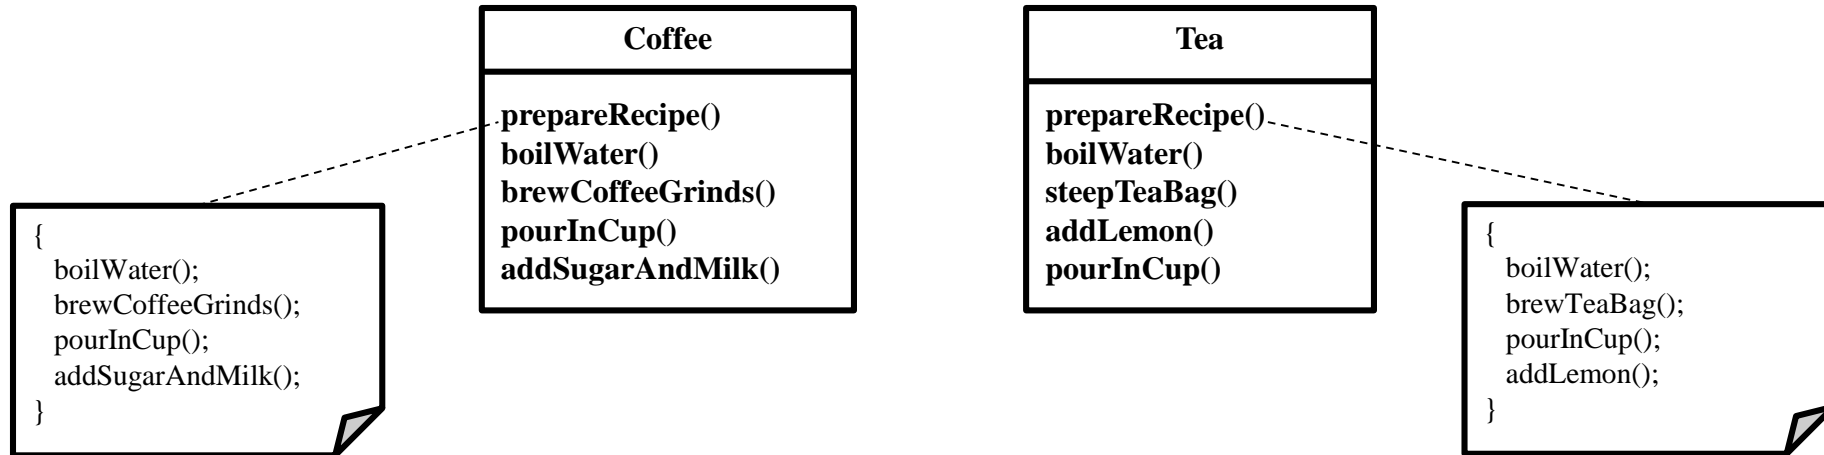 Coffee
prepareRecipe()
boilWater()
brewCoffeeGrinds()
pourInCup()
addSugarAndMilk()
{
boilWater();
brewCoffeeGrinds();
pourInCup();
addSugarAndMilk();
}
Tea
prepareRecipe()
boilWater()
steepTeaBag()
addLemon()
pourInCup()
{
boilWater();
brewTeaBag();
pourInCup();
addLemon();
}